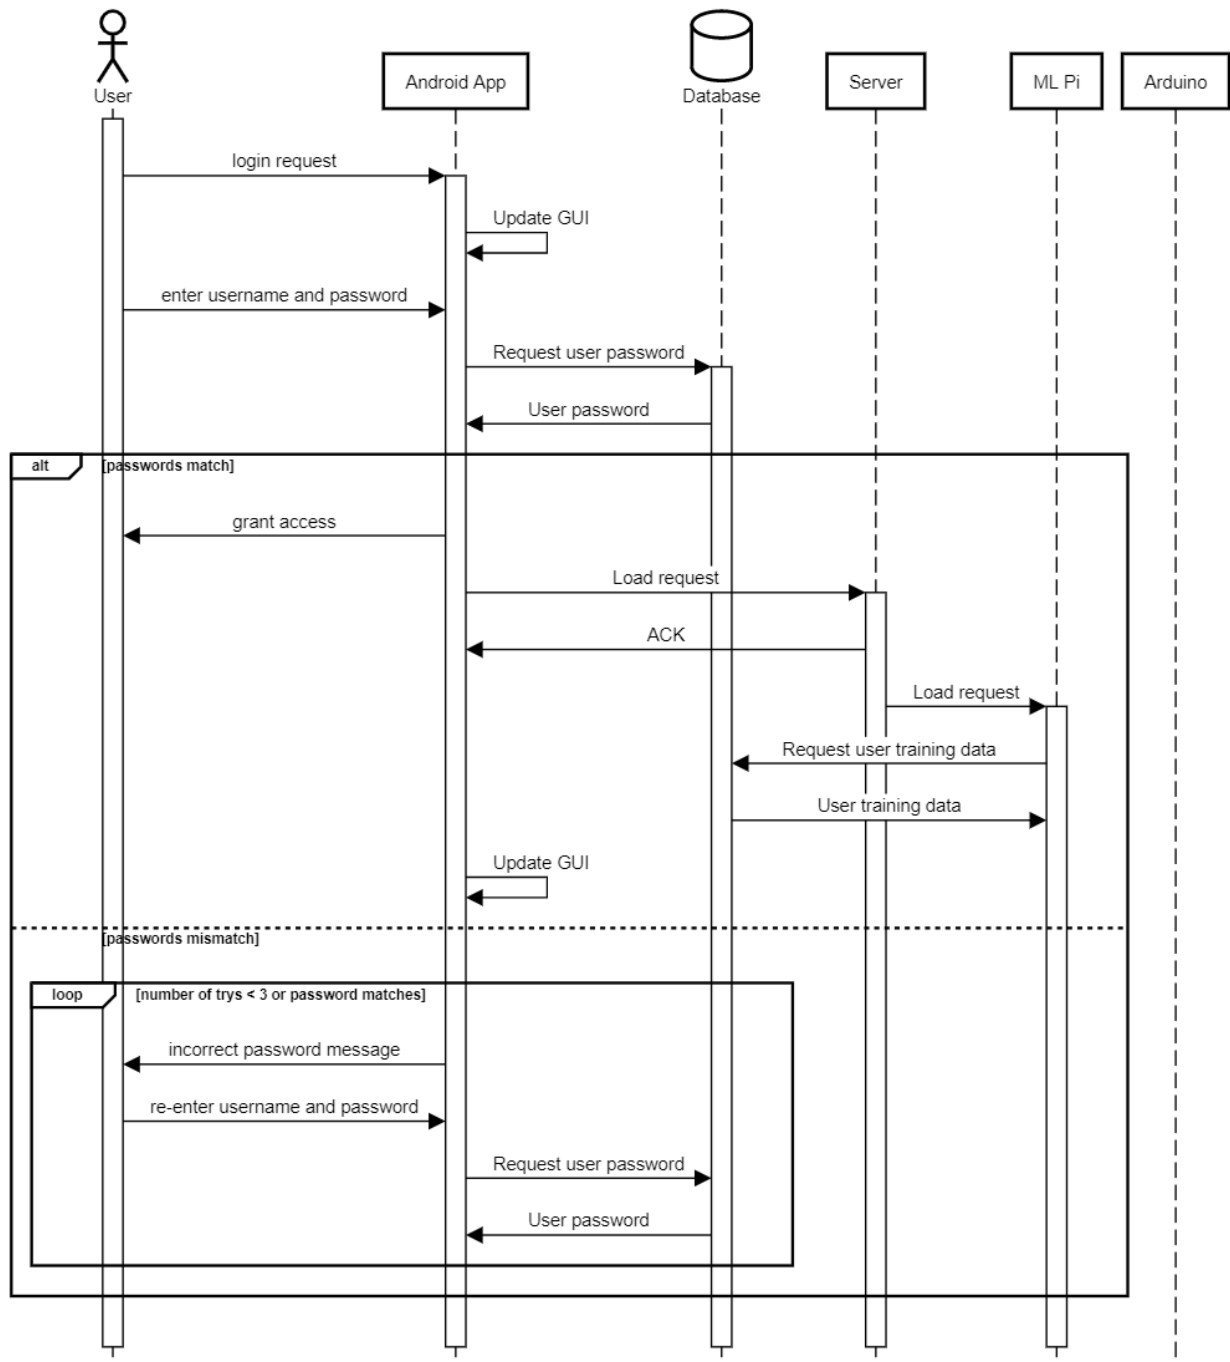 User
Android App
Database
Server
ML Pi
Arduino
login request
Update GUI
enter username and password
Request user password
User password
alt
[passwords match]
grant access
Load request
ACK
Load request
Request user training data
User training data
Update GUI
[passwords mismatch]
loop
[number of trys < 3 or password matches]
incorrect password message
re-enter username and password
Request user password
User password